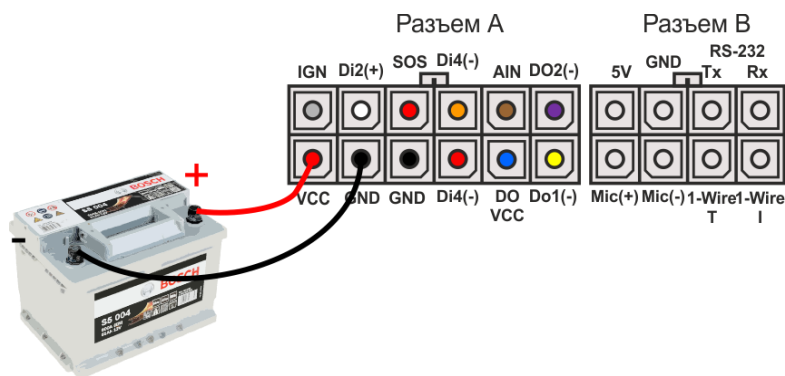 Разъем А
Разъем В
IGN Di2(+) SOS Di4(-) AIN DO2(-)
5V GND RS-232
Tx Rx
VCC GND GND Di4(-) DO VCC Do1(-)
Mic(+) Mic(-) 1-Wire T 1-Wire I
+
-
BOSCH
S5 004
BOSCH
S5 004